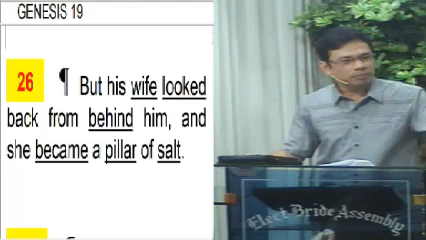 GENESIS 19
26 ¶ But his wife looked
back from behind him, and
she became a pillar of salt.
Elect Bride Assembly